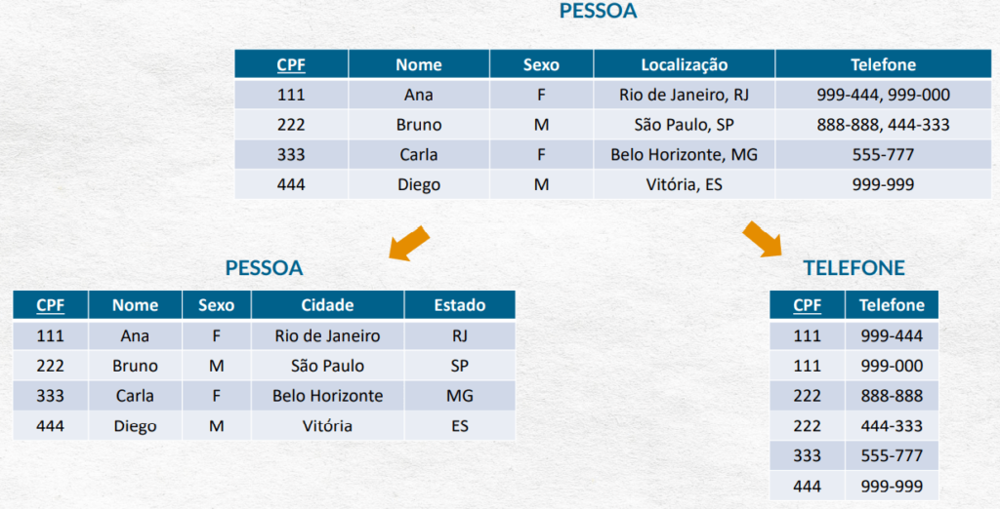 PESSOA
CPF Nome Sexo Localização Telefone
111 Ana F Rio de Janeiro, RJ 999-444, 999-000
222 Bruno M São Paulo, SP 888-888, 444-333
333 Carla F Belo Horizonte, MG 555-777
444 Diego M Vitória, ES 999-999
PESSOA
CPF Nome Sexo Cidade Estado
111 Ana F Rio de Janeiro RJ
222 Bruno M São Paulo SP
333 Carla F Belo Horizonte MG
444 Diego M Vitória ES
TELEFONE
CPF Telefone
111 999-444
111 999-000
222 888-888
222 444-333
333 555-777
444 999-999